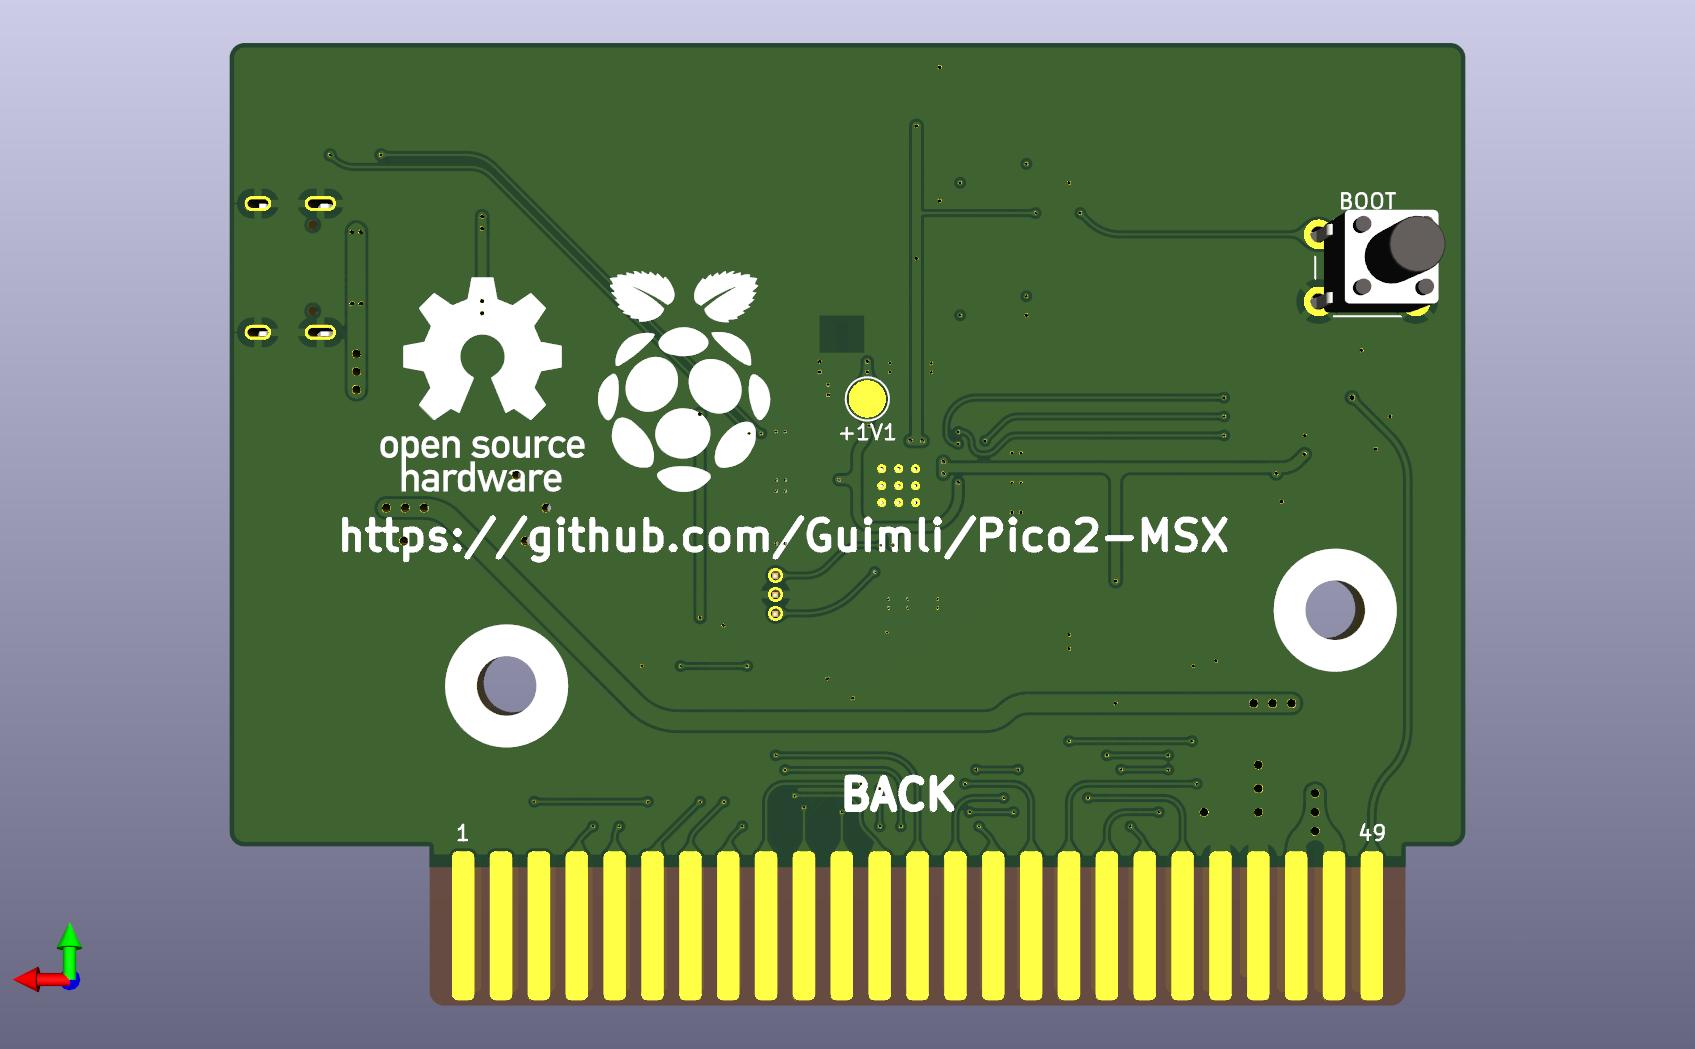 BOOT
+1V1
open source
hardware
https://github.com/Guimli/Pico2-MSX
BACK
1
49